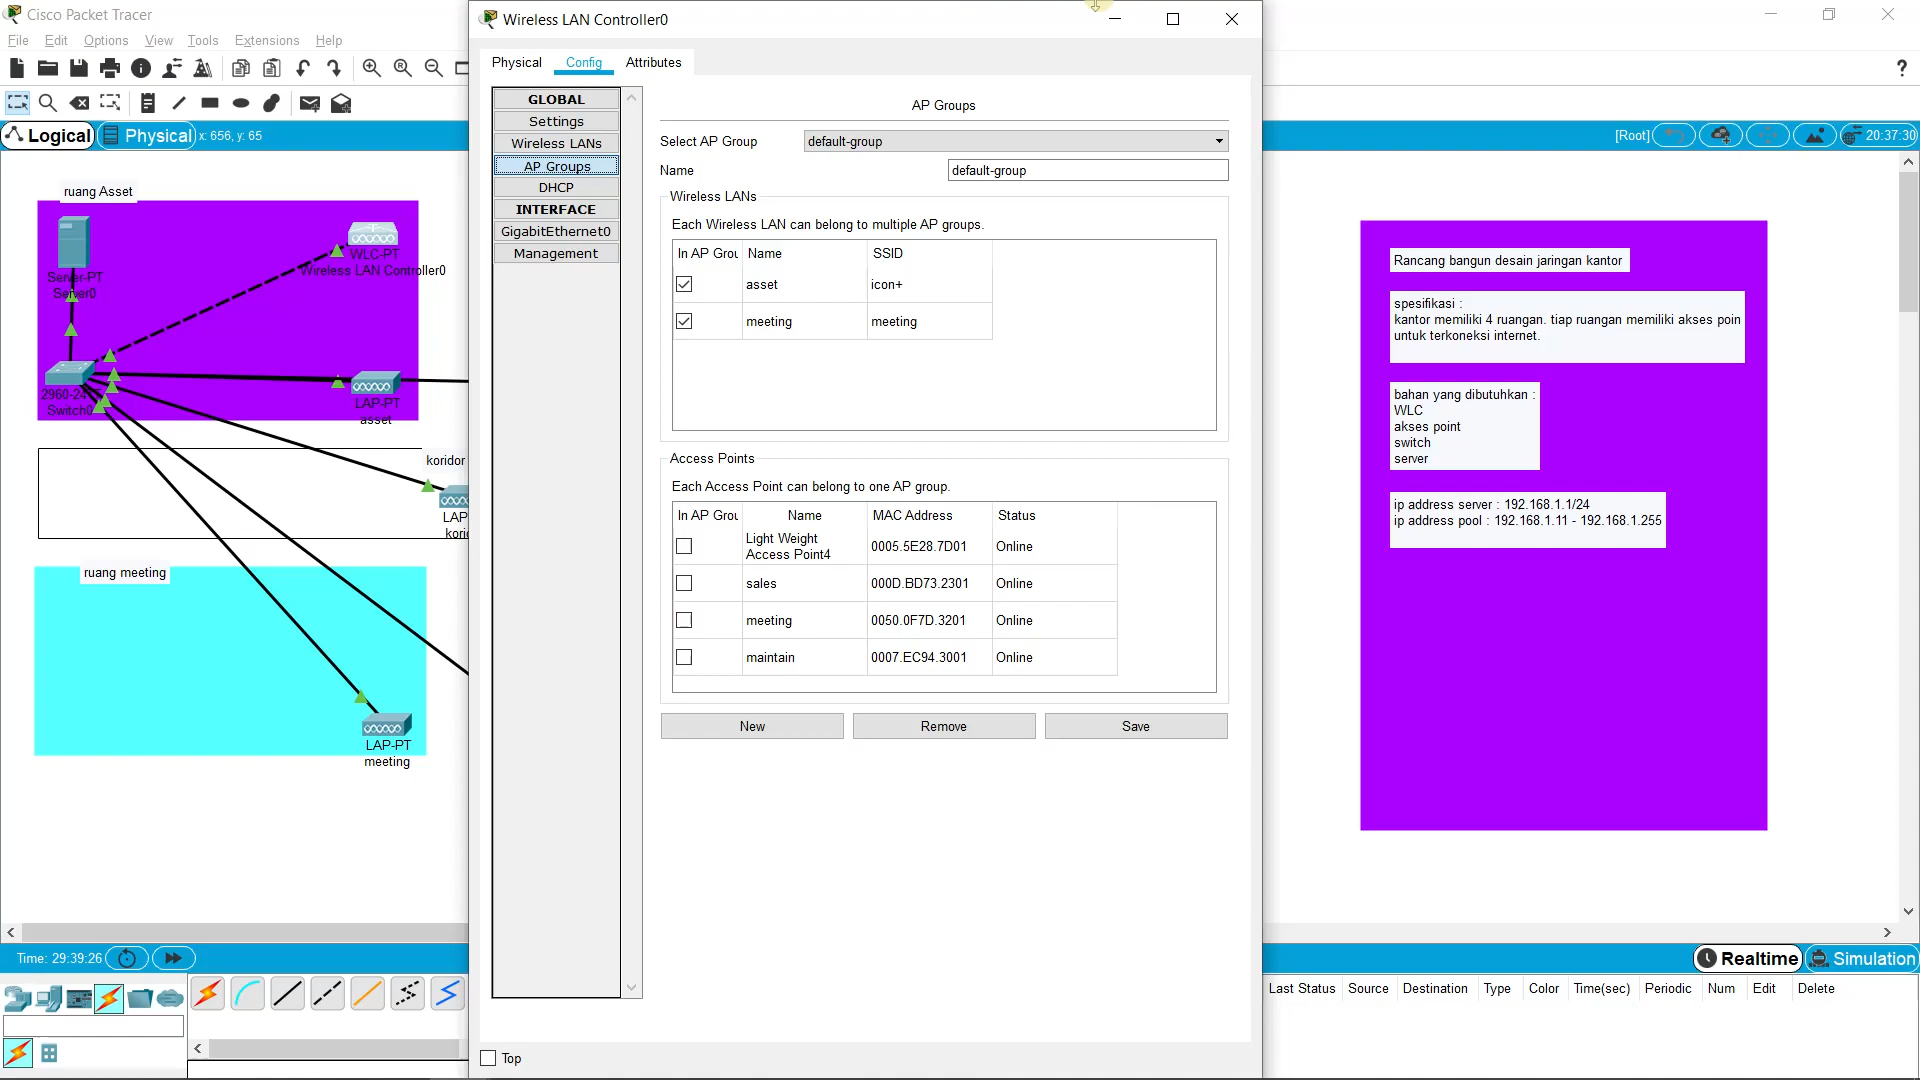 Cisco Packet Tracer
File Edit Options View Tools Extensions Help
?
Logical Physical x: 656, y: 65
[Root] 20:37:30
ruang Asset
Server-PT
Server0
WLC-PT
Wireless LAN Controller0
Switch0
LAP-PT
asset
koridor
LAP
ruang meeting
LAP-PT
meeting
Wireless LAN Controller0
Physical Config Attributes
GLOBAL
Settings
Wireless LANs
AP Groups
DHCP
INTERFACE
GigabitEthernet0
Management
AP Groups
Select AP Group default-group
Name default-group
Wireless LANs
Each Wireless LAN can belong to multiple AP groups.
In AP Grou Name SSID
asset icon+
meeting meeting
Access Points
Each Access Point can belong to one AP group.
In AP Grou Name MAC Address Status
Light Weight
Access Point4 0005.5E28.7D01 Online
sales 000D.BD73.2301 Online
meeting 0050.0F7D.3201 Online
maintain 0007.EC94.3001 Online
New Remove Save
Top
Rancang bangun desain jaringan kantor
spesifikasi :
kantor memiliki 4 ruangan. tiap ruangan memiliki akses poin
untuk terkoneksi internet.
bahan yang dibutuhkan :
WLC
akses point
switch
server
ip address server : 192.168.1.1/24
ip address pool : 192.168.1.11 - 192.168.1.255
Time: 29:39:26
Realtime Simulation
Last Status Source Destination Type Color Time(sec) Periodic Num Edit Delete